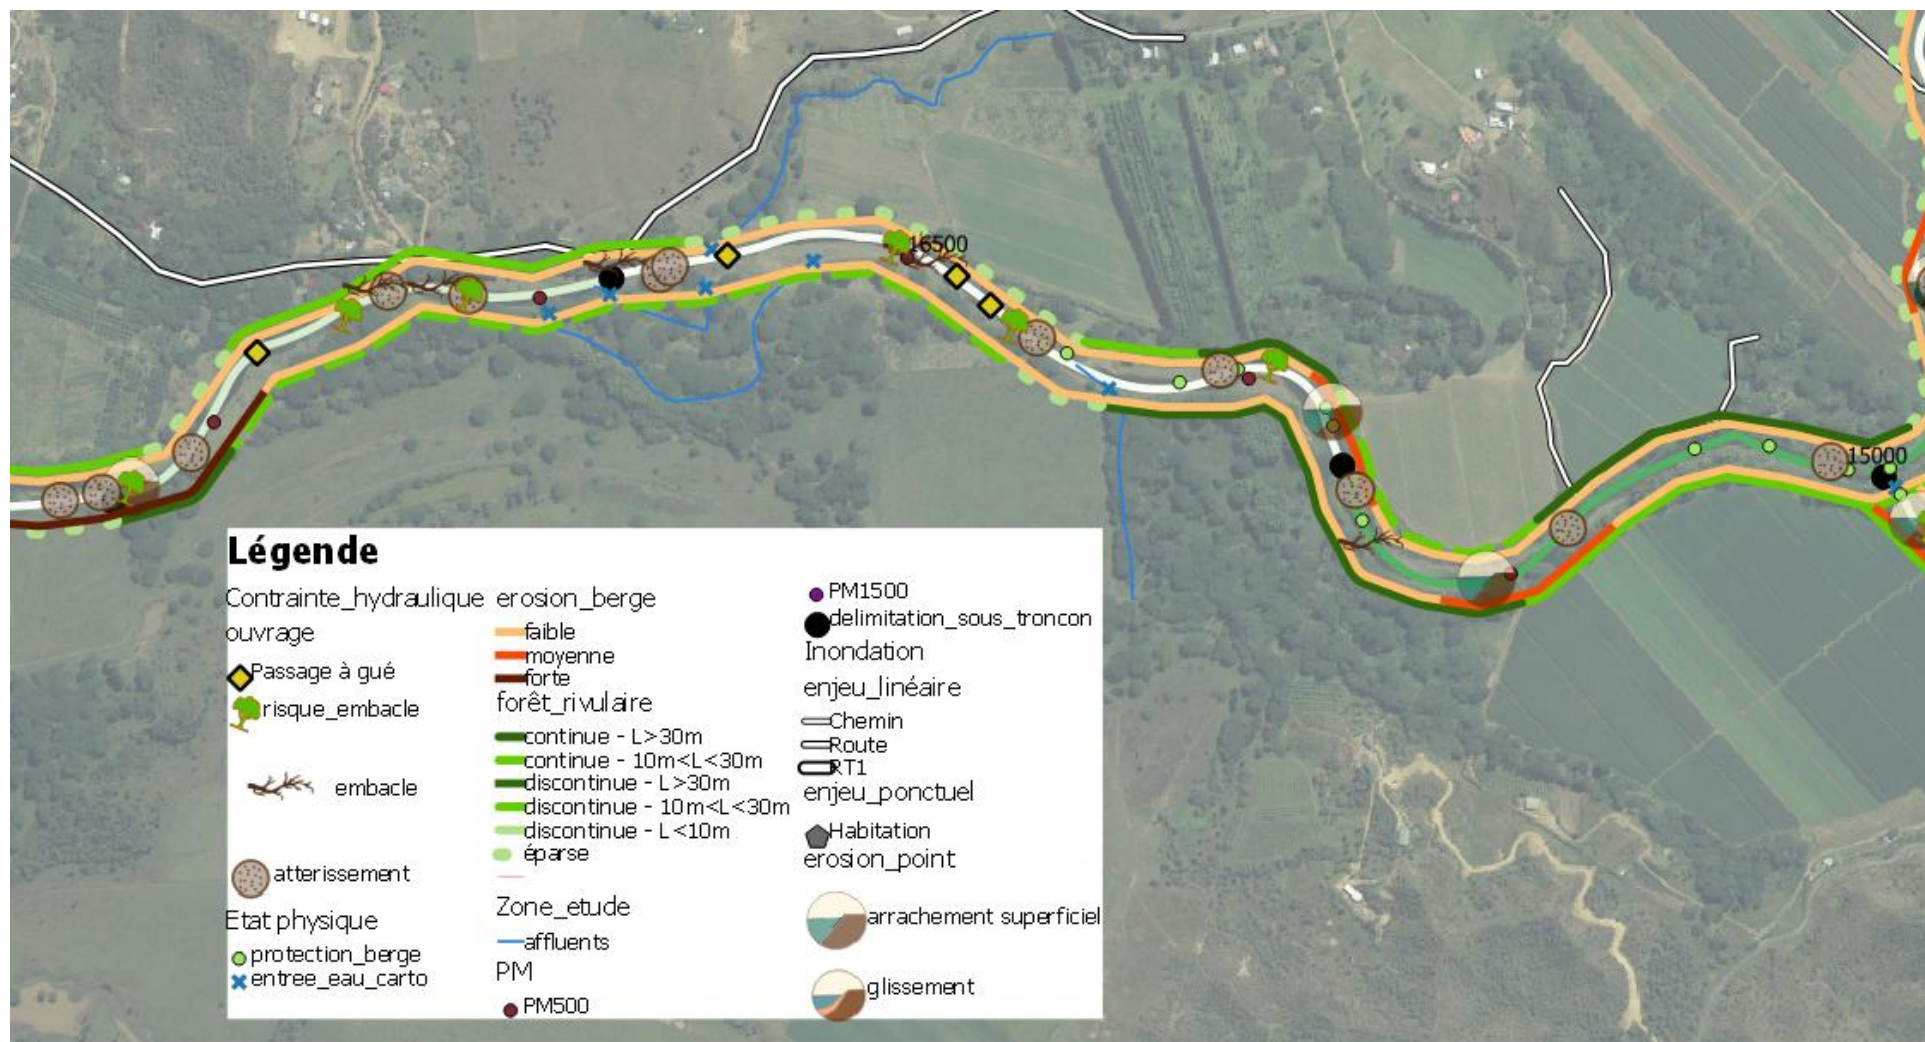 16500
15000
Légende
Contrainte_hydraulique
ouvrage
Passage à gué
risque_embacle
embacle
atterissement
Etat physique
protection_berge
entree_eau_carto
erosion_berge
faible
moyenne
forte
forêt_rivulaire
continue - L>30m
continue - 10m<L<30m
discontinue - L>30m
discontinue - 10m<L<30m
discontinue - L<10m
éparse
Zone_etude
affluents
PM
PM500
PM1500
delimitation_sous_troncon
Inondation
enjeu_linéaire
Chemin
Route
RT1
enjeu_ponctuel
Habitation
erosion_point
arrachement superficiel
glissement